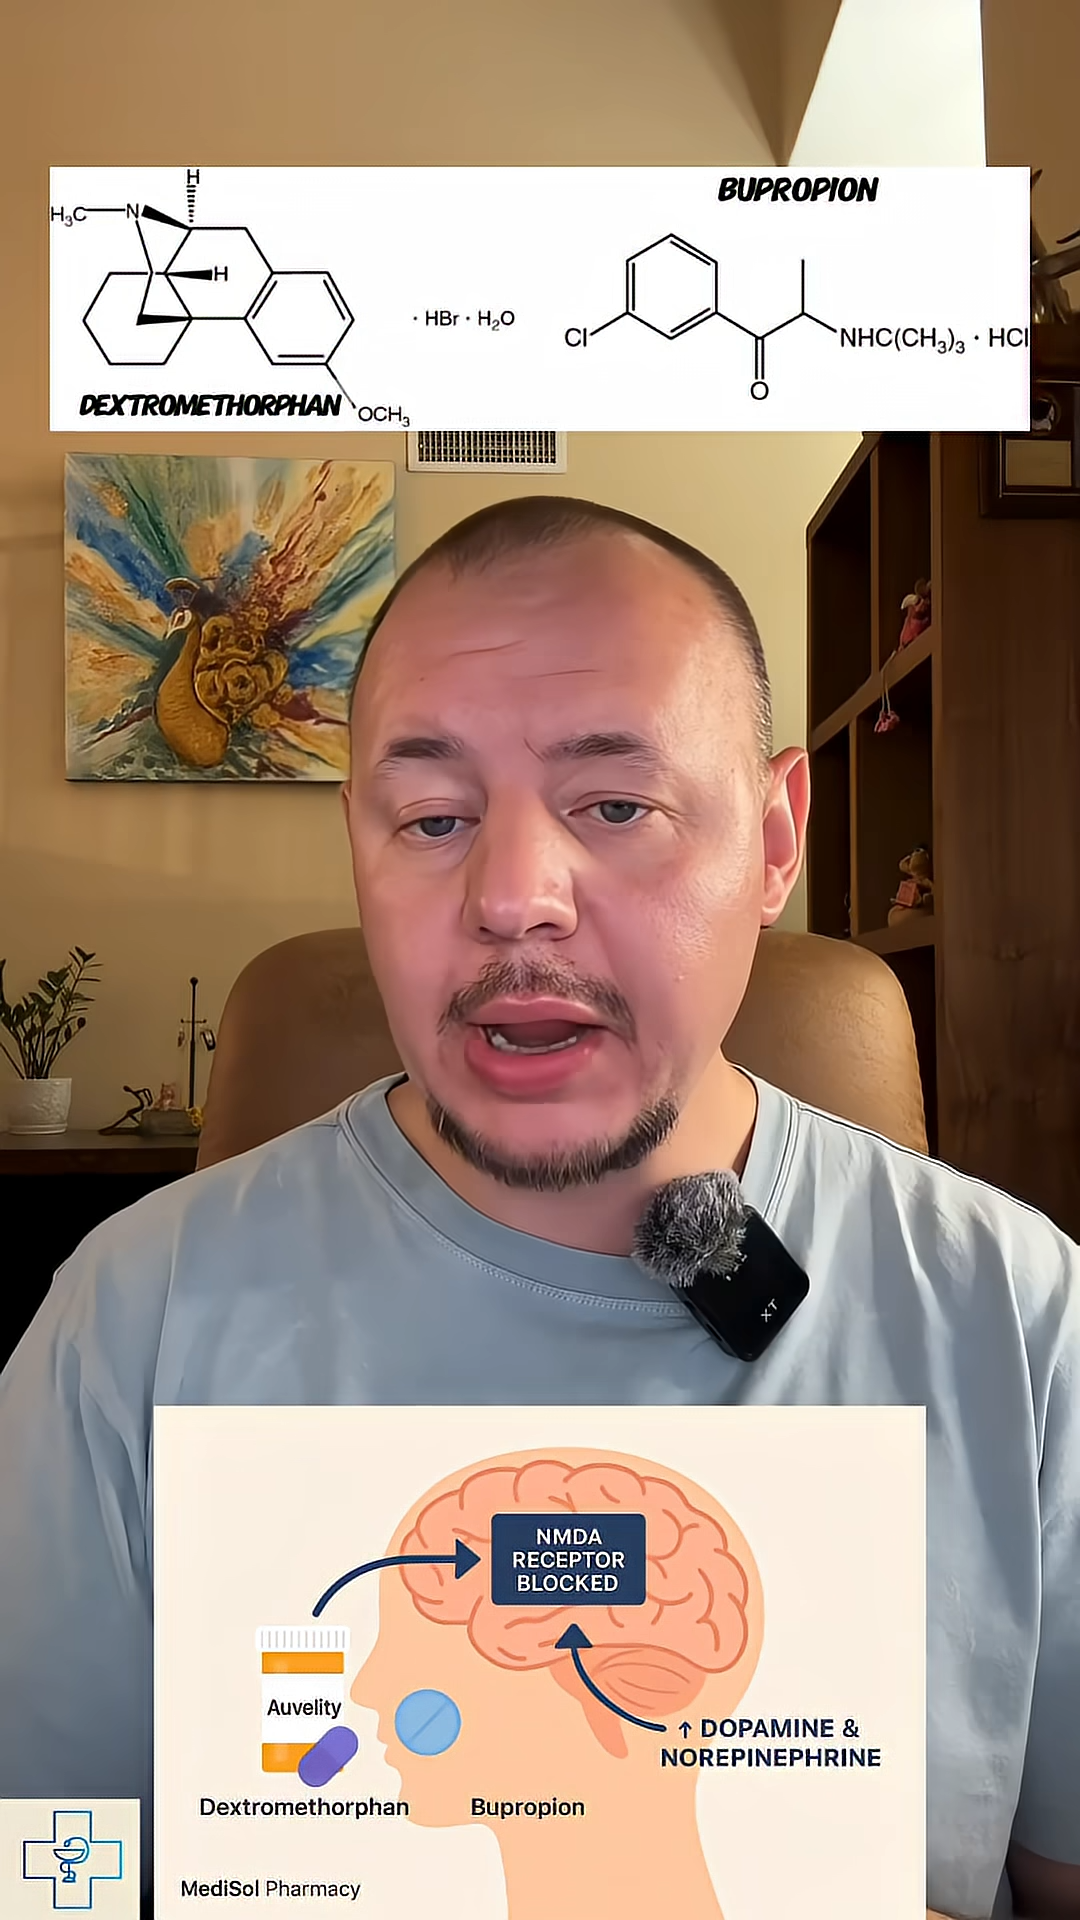 BUPROPION
H
H₃C
N
H
· HBr · H₂O
OCH₃
DEXTROMETHORPHAN
Cl
O
NHC(CH₃)₃ · HCl
XT
NMDA
RECEPTOR
BLOCKED
Auvelity
↑ DOPAMINE &
NOREPINEPHRINE
Dextromethorphan
Bupropion
MediSol Pharmacy